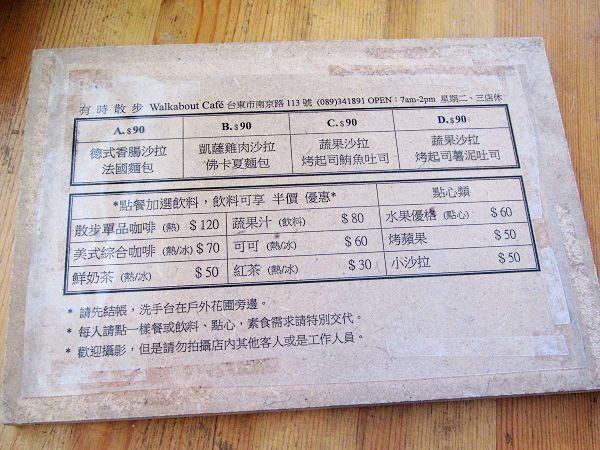 有時散步 Walkabout Café 台東市南京路113號 (089)341891 OPEN：7am-2pm 星期二、三店休
A.$90 B.$90 C.$90 D.$90
德式香腸沙拉 凱薩雞肉沙拉 蔬果沙拉 蔬果沙拉
法國麵包 佛卡夏麵包 烤起司鮪魚吐司 烤起司薯泥吐司
*點餐加選飲料，飲料可享 半價 優惠* 點心類
散步單品咖啡 (熱) $120 蔬果汁 (飲料) $80 水果優格 (點心) $60
美式綜合咖啡 (熱/冰) $70 可可 (熱/冰) $60 烤蘋果 $50
鮮奶茶 (熱/冰) $50 紅茶 (熱/冰) $30 小沙拉 $50
* 請先結帳，洗手台在戶外花圃旁邊。
* 每人請點一樣餐或飲料、點心，素食需求請特別交代。
* 歡迎攝影，但是請勿拍攝店內其他客人或是工作人員。